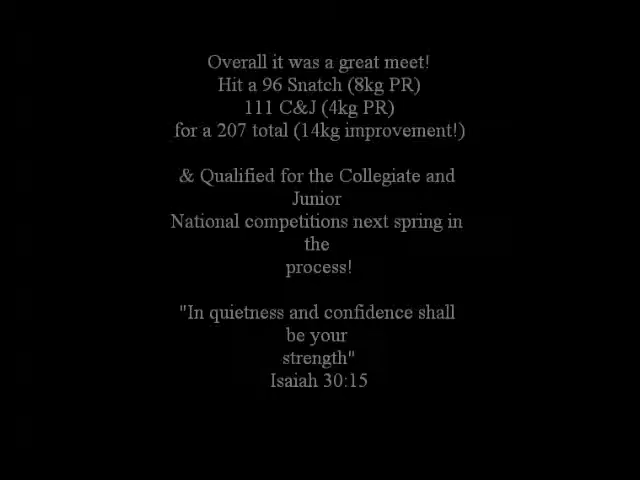 Overall it was a great meet!
Hit a 96 Snatch (8kg PR)
111 C&J (4kg PR)
for a 207 total (14kg improvement!)
& Qualified for the Collegiate and
Junior
National competitions next spring in
the
process!
"In quietness and confidence shall
be your
strength"
Isaiah 30:15